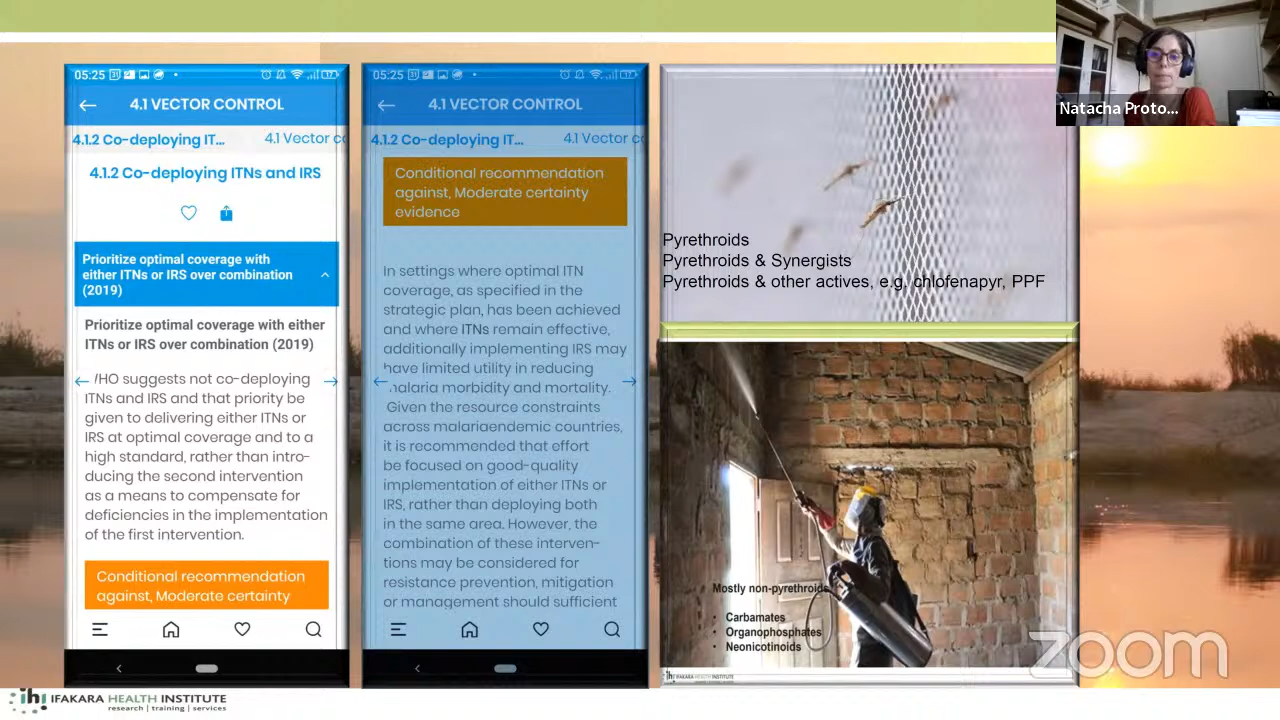 05:25
4.1 VECTOR CONTROL
4.1.2 Co-deploying IT...
4.1 Vector cc
4.1.2 Co-deploying ITNs and IRS
Prioritize optimal coverage with
either ITNs or IRS over combination
(2019)
Prioritize optimal coverage with either
ITNs or IRS over combination (2019)
/HO suggests not co-deploying
ITNs and IRS and that priority be
given to delivering either ITNs or
IRS at optimal coverage and to a
high standard, rather than intro-
ducing the second intervention
as a means to compensate for
deficiencies in the implementation
of the first intervention.
Conditional recommendation
against, Moderate certainty
05:25
4.1 VECTOR CONTROL
4.1.2 Co-deploying IT...
4.1 Vector co
Conditional recommendation
against, Moderate certainty
evidence
In settings where optimal ITN
coverage, as specified in the
strategic plan, has been achieved
and where ITNs remain effective,
additionally implementing IRS may
have limited utility in reducing
malaria morbidity and mortality.
Given the resource constraints
across malariaendemic countries,
it is recommended that effort
be focused on good-quality
implementation of either ITNs or
IRS, rather than deploying both
in the same area. However, the
combination of these interven-
tions may be considered for
resistance prevention, mitigation
or management should sufficient
Pyrethroids
Pyrethroids & Synergists
Pyrethroids & other actives, e.g. chlofenapyr, PPF
Mostly non-pyrethroids
• Carbamates
• Organophosphates
• Neonicotinoids
IFAKARA HEALTH INSTITUTE
Natacha Proto...
zoom
ihi IFAKARA HEALTH INSTITUTE
research | training | services